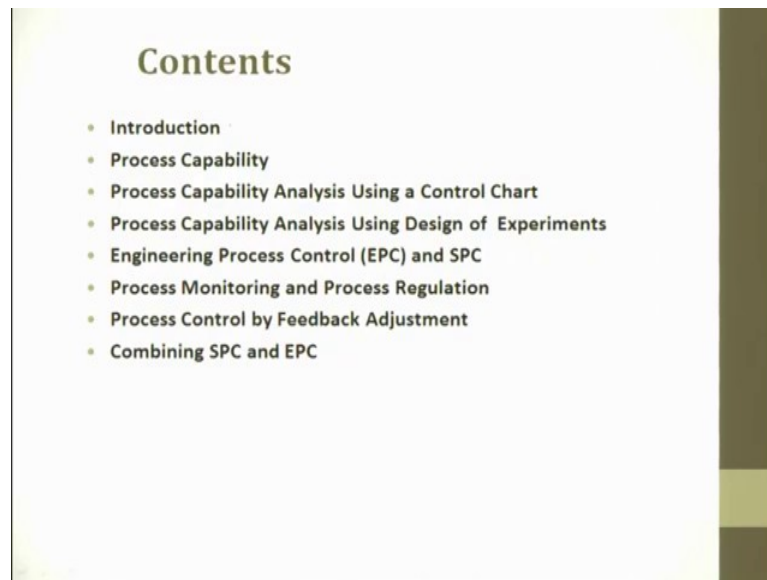 Contents
• Introduction
• Process Capability
• Process Capability Analysis Using a Control Chart
• Process Capability Analysis Using Design of Experiments
• Engineering Process Control (EPC) and SPC
• Process Monitoring and Process Regulation
• Process Control by Feedback Adjustment
• Combining SPC and EPC